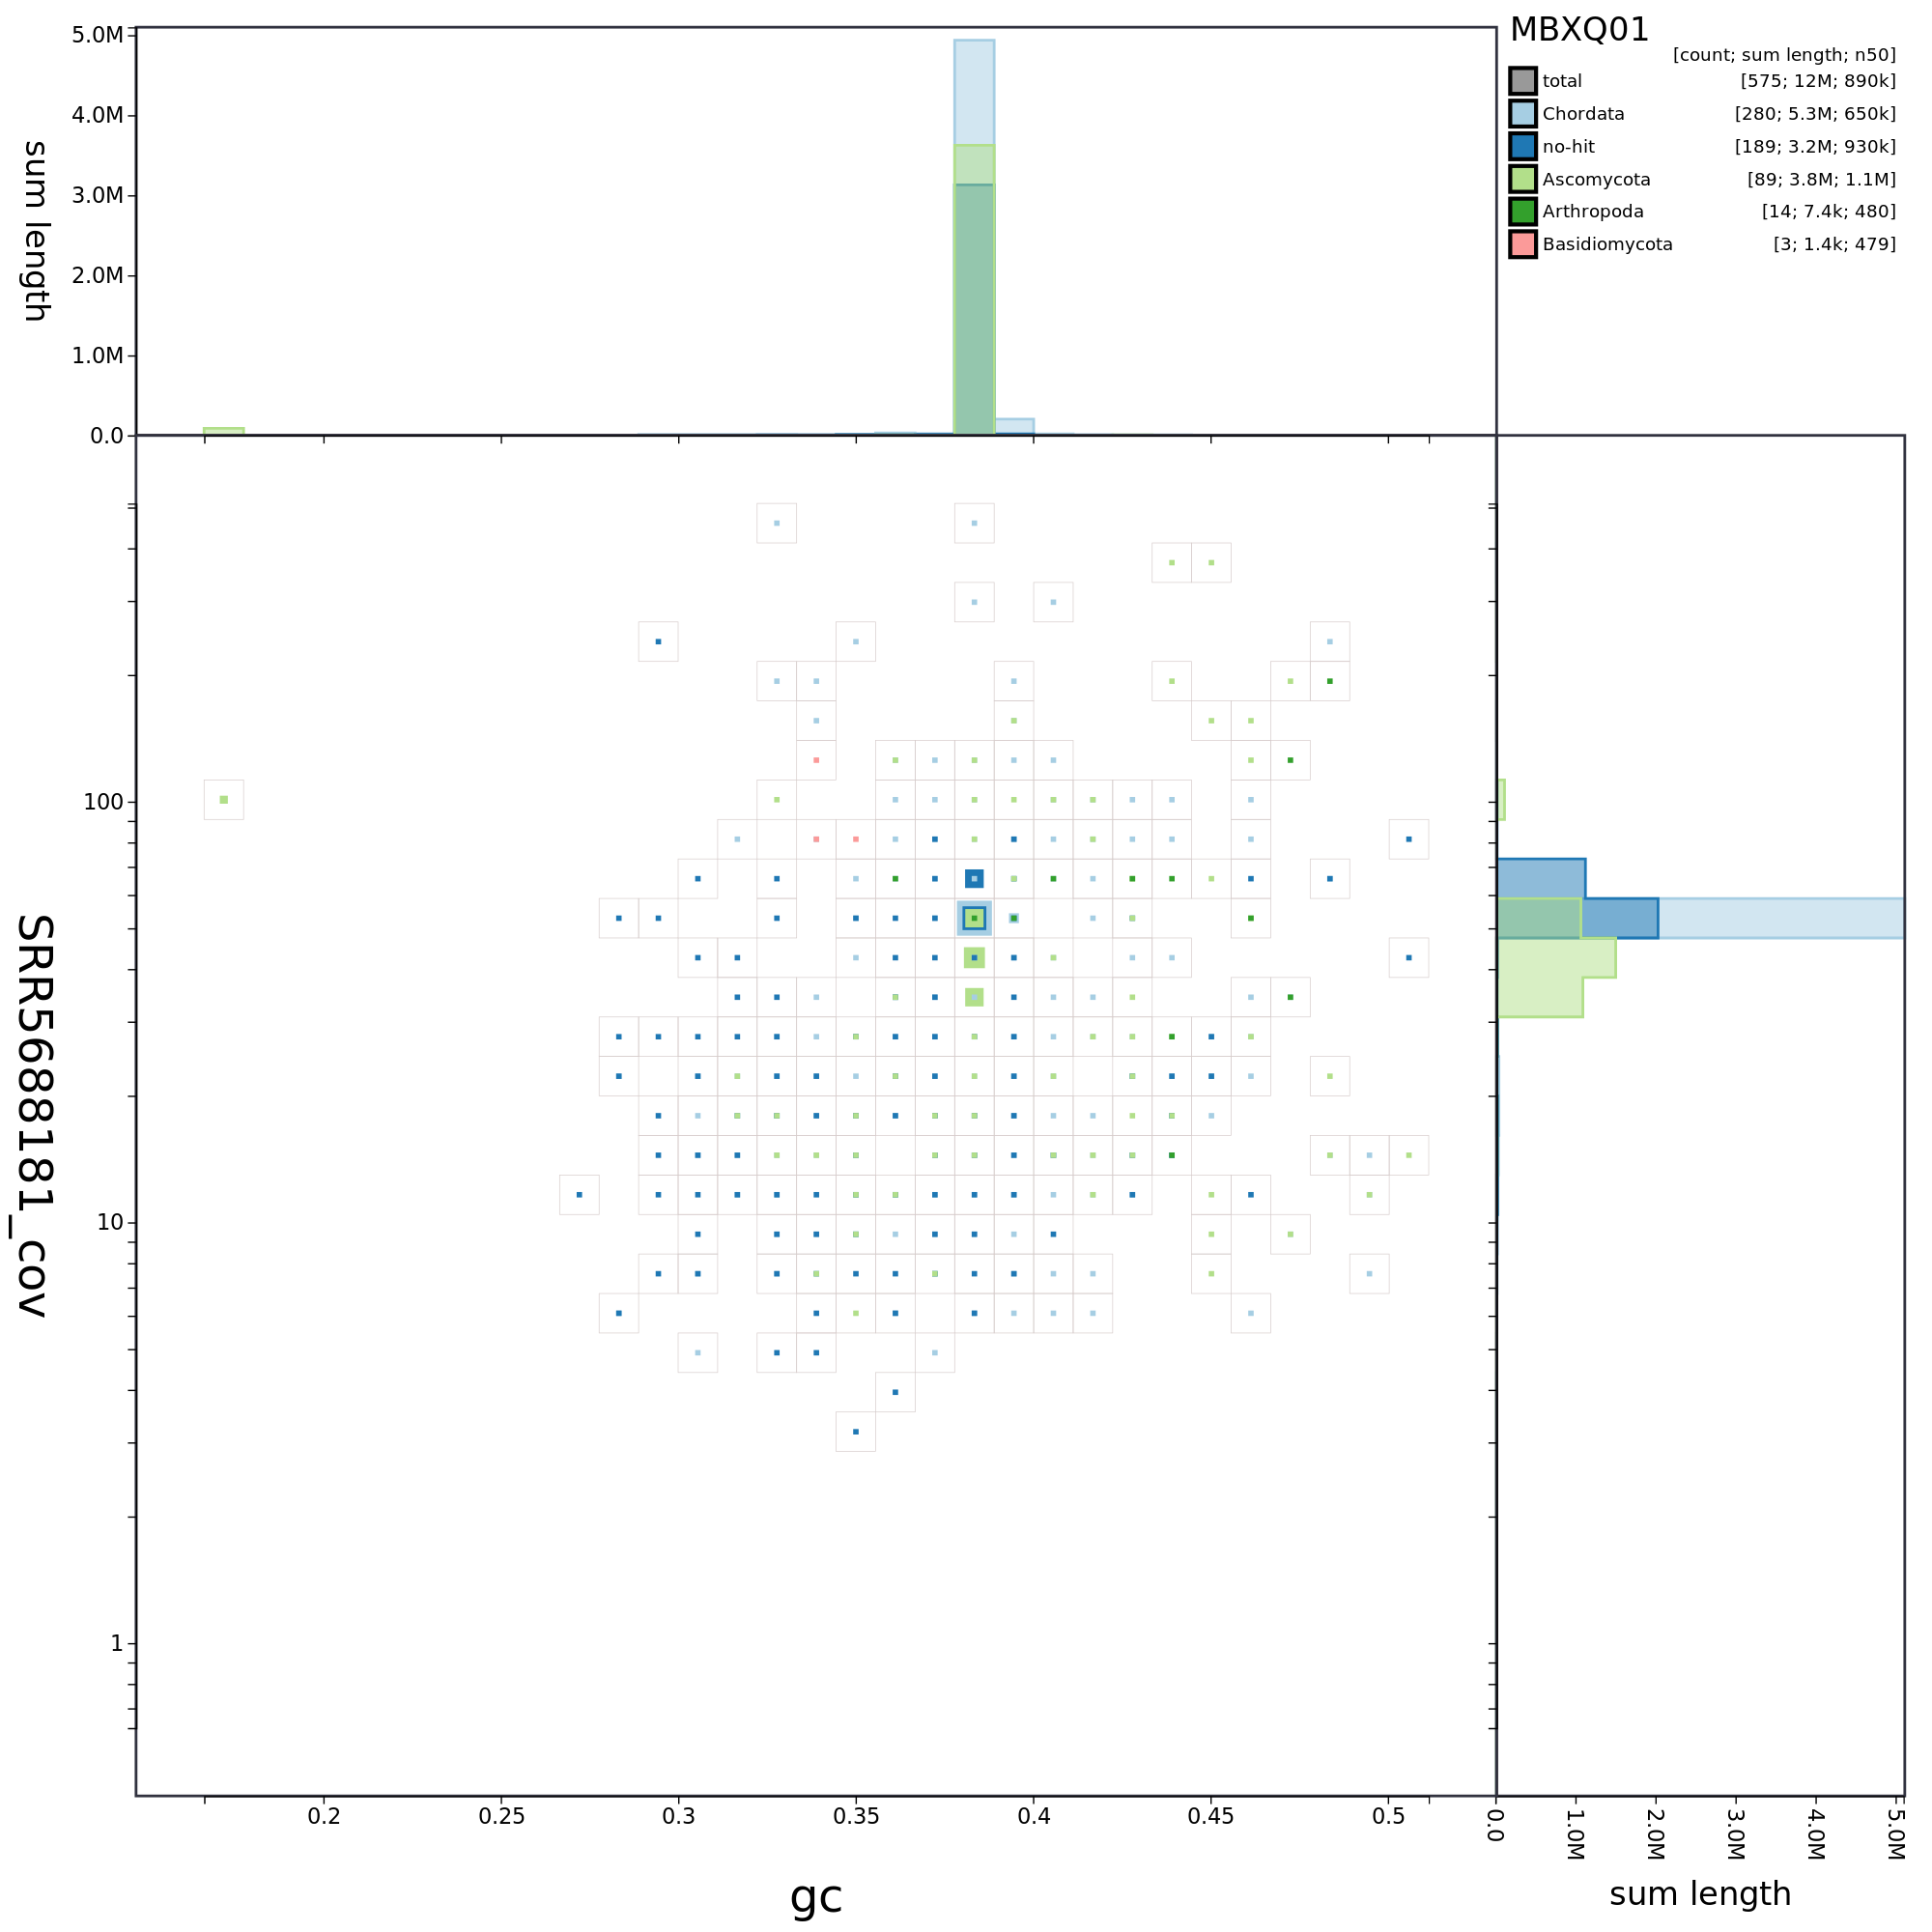 MBXQ01
[count; sum length; n50]
total [575; 12M; 890k]
Chordata [280; 5.3M; 650k]
no-hit [189; 3.2M; 930k]
Ascomycota [89; 3.8M; 1.1M]
Arthropoda [14; 7.4k; 480]
Basidiomycota [3; 1.4k; 479]
sum length
5.0M
4.0M
3.0M
2.0M
1.0M
0.0
SRR5688181_cov
100
10
1
0.2 0.25 0.3 0.35 0.4 0.45 0.5
gc
0.0 1.0M 2.0M 3.0M 4.0M 5.0M
sum length